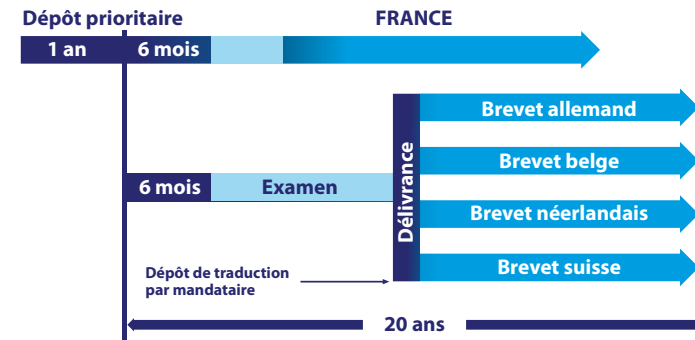 Dépôt prioritaire
FRANCE
1 an
6 mois
Brevet allemand
Brevet belge
6 mois
Examen
Délivrance
Brevet néerlandais
Brevet suisse
Dépôt de traduction
par mandataire
20 ans